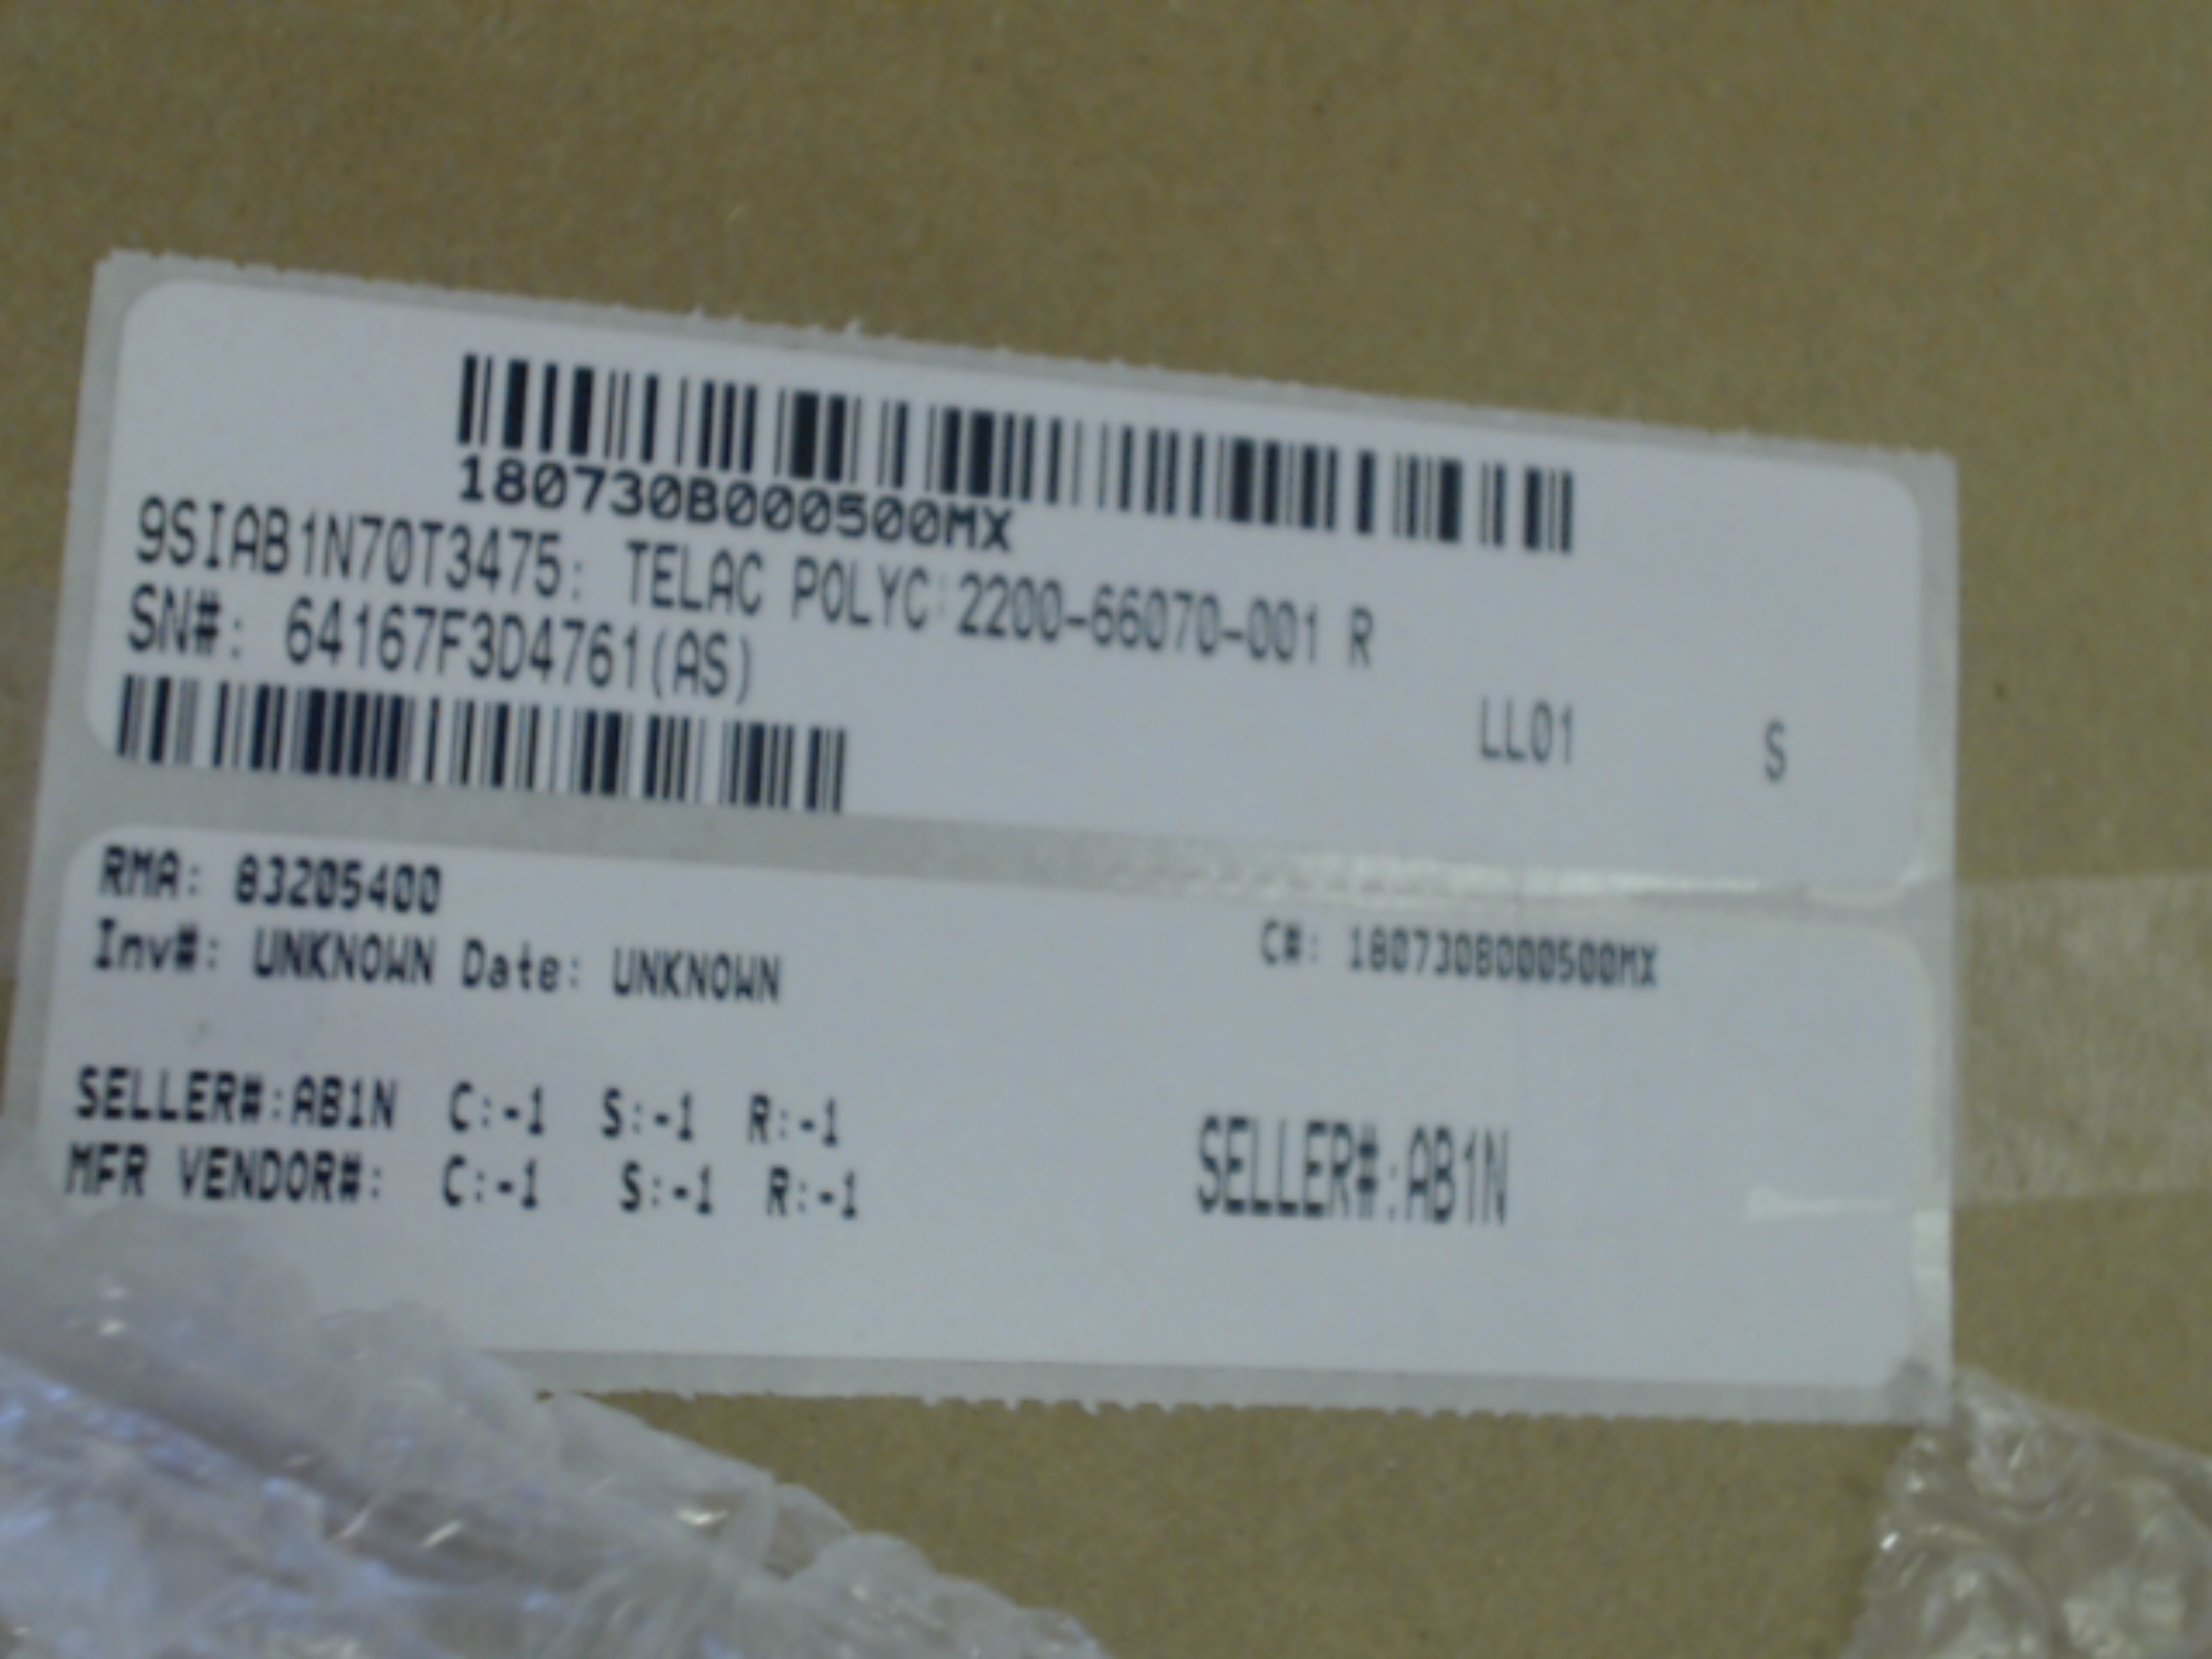 180730B000500MX
9SIAB1N70T3475: TELAC POLYC:2200-66070-001 R
SN#: 64167F3D4761(AS)
LL01 S
RMA: 83205400
Inv#: UNKNOWN Date: UNKNOWN
C#: 180730B000500MX
SELLER#:AB1N C:-1 S:-1 R:-1
MFR VENDOR#: C:-1 S:-1 R:-1
SELLER#:AB1N